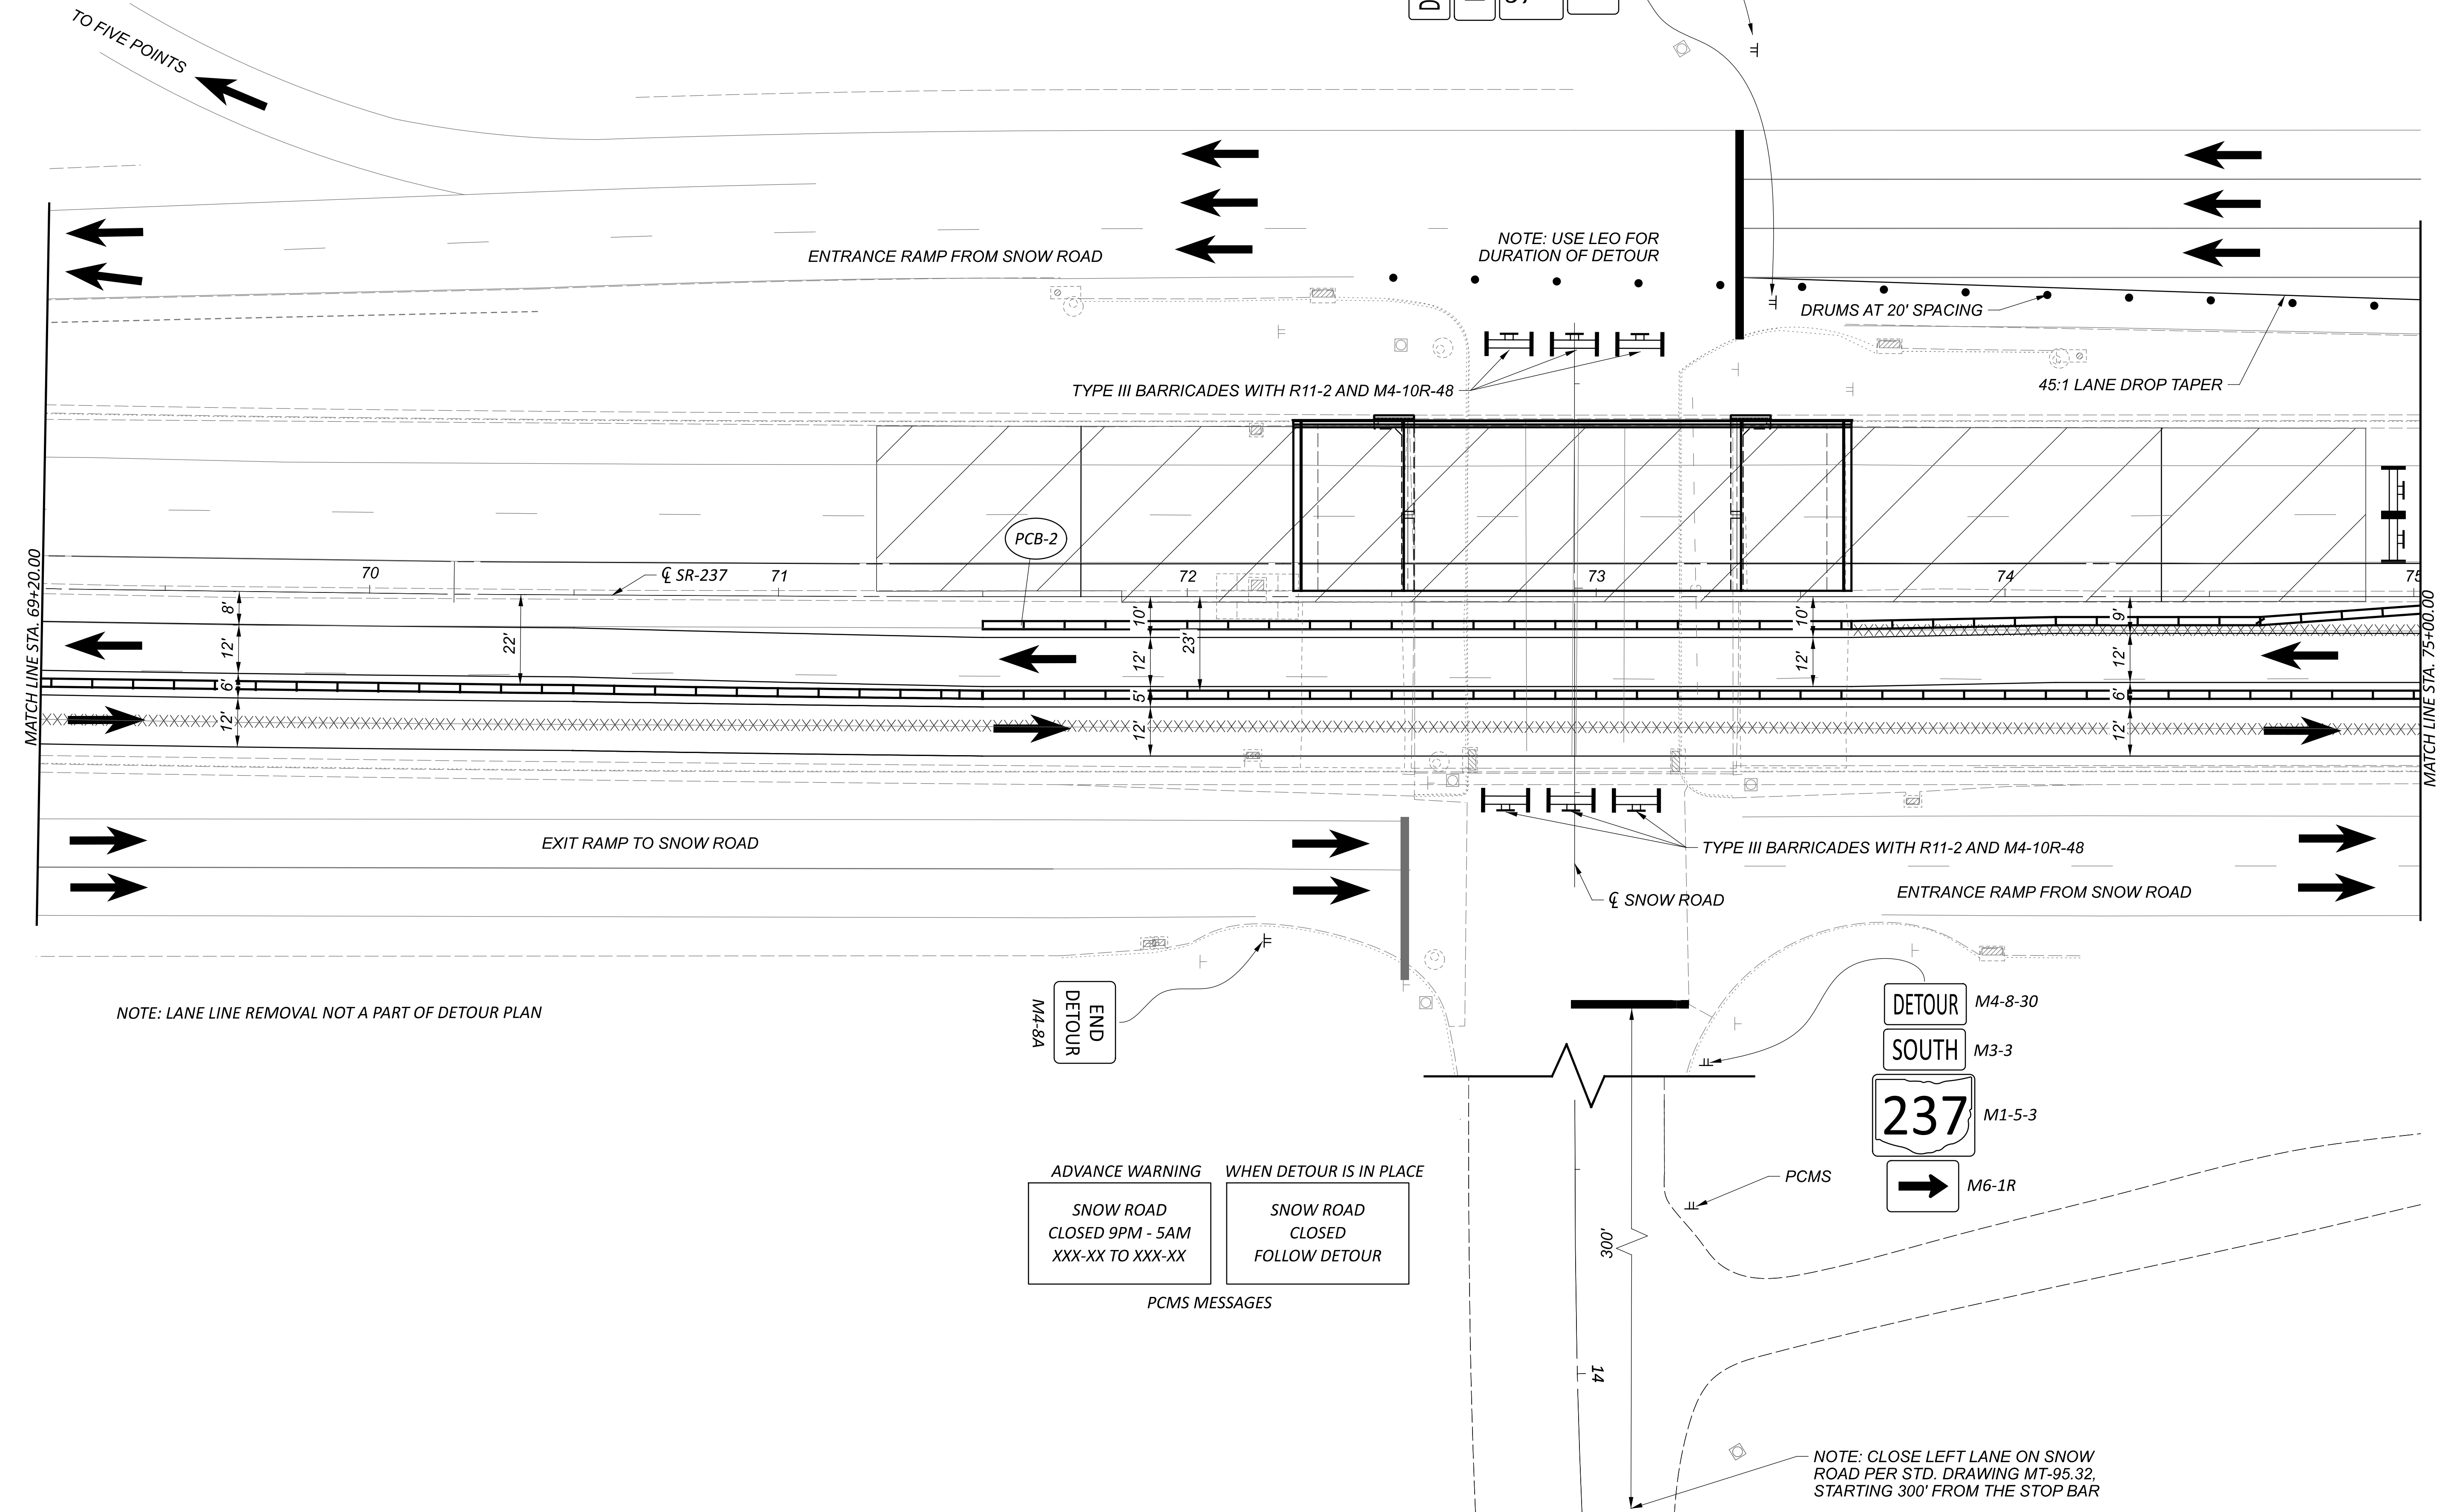 TO FIVE POINTS
ENTRANCE RAMP FROM SNOW ROAD
NOTE: USE LEO FOR
DURATION OF DETOUR
DRUMS AT 20' SPACING
TYPE III BARRICADES WITH R11-2 AND M4-10R-48
45:1 LANE DROP TAPER
MATCH LINE STA. 69+20.00
PCB-2
70
℄ SR-237
71
72
73
74
75
8'
12'
6'
12'
22'
10'
12'
5'
12'
23'
10'
12'
9'
12'
6'
12'
MATCH LINE STA. 75+00.00
EXIT RAMP TO SNOW ROAD
TYPE III BARRICADES WITH R11-2 AND M4-10R-48
℄ SNOW ROAD
ENTRANCE RAMP FROM SNOW ROAD
NOTE: LANE LINE REMOVAL NOT A PART OF DETOUR PLAN
END
DETOUR
M4-8A
DETOUR M4-8-30
SOUTH M3-3
237 M1-5-3
M6-1R
PCMS
ADVANCE WARNING
SNOW ROAD
CLOSED 9PM - 5AM
XXX-XX TO XXX-XX
WHEN DETOUR IS IN PLACE
SNOW ROAD
CLOSED
FOLLOW DETOUR
PCMS MESSAGES
300'
14
NOTE: CLOSE LEFT LANE ON SNOW
ROAD PER STD. DRAWING MT-95.32,
STARTING 300' FROM THE STOP BAR